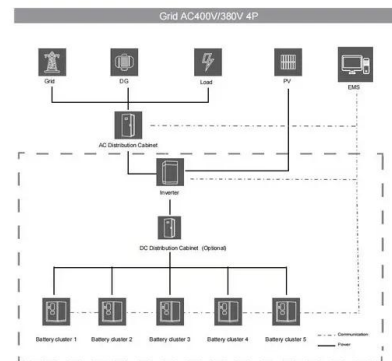 Grid AC400V/380V 4P
Grid
DG
Load
PV
EMS
AC Distribution Cabinet
Inverter
DC Distribution Cabinet (Optional)
Battery cluster 1
Battery cluster 2
Battery cluster 3
Battery cluster 4
Battery cluster 5
Communication
Power